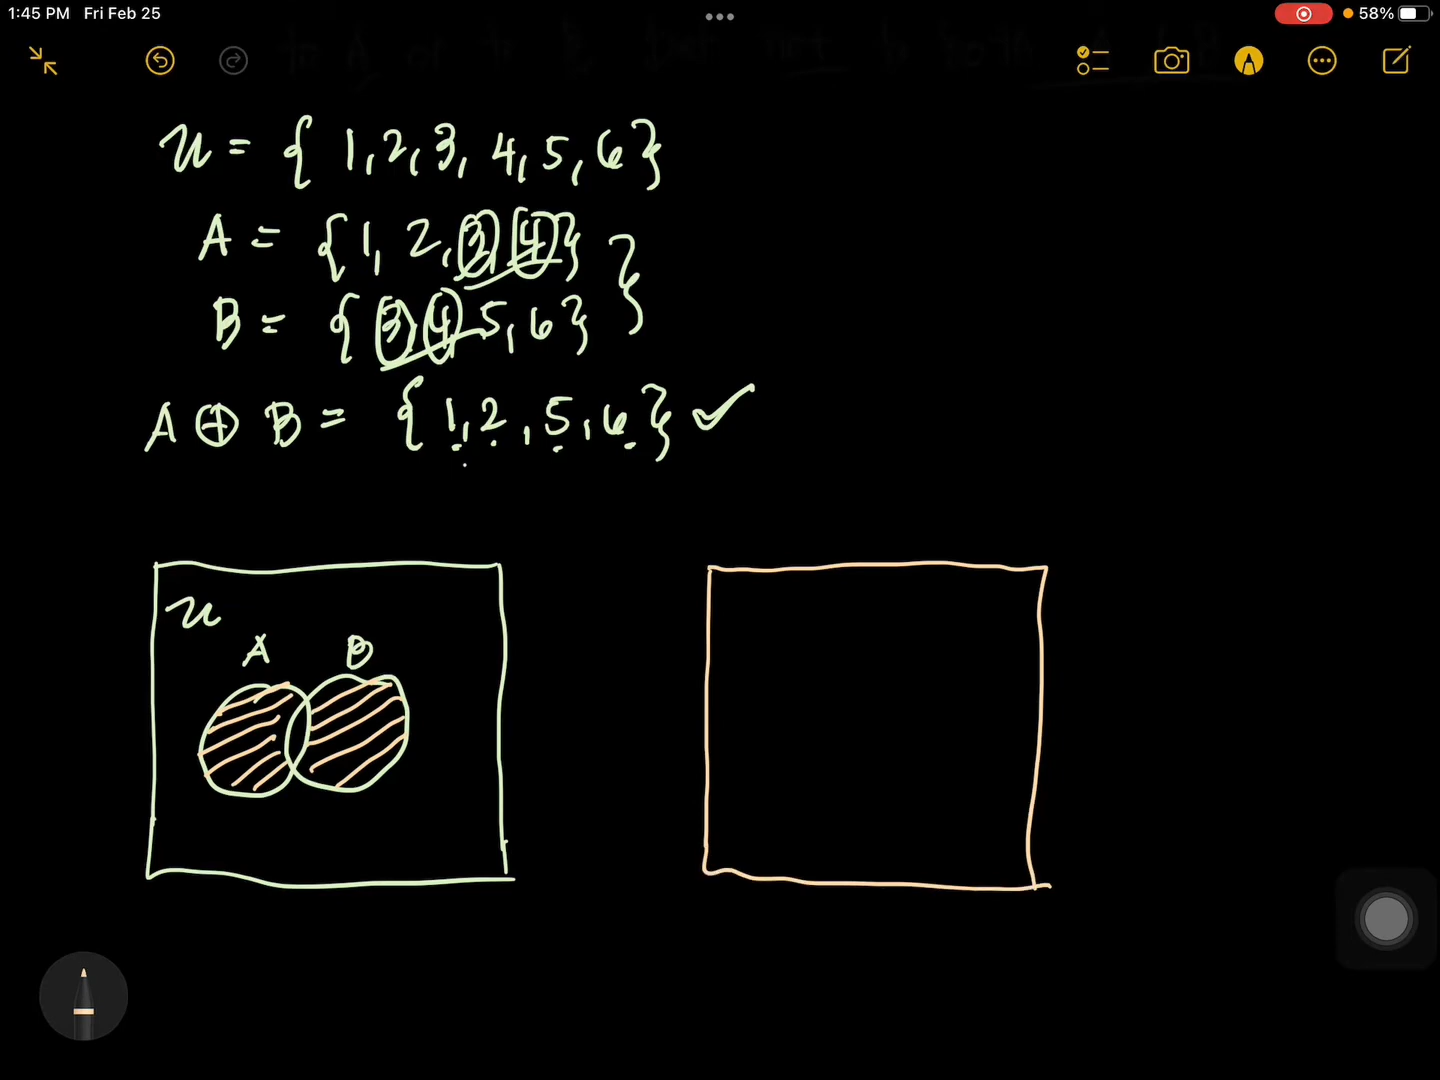 1:45 PM Fri Feb 25
58%
U = { 1, 2, 3, 4, 5, 6 }
A = { 1, 2, 3, 4 }
B = { 3, 4, 5, 6 }
A ⊕ B = { 1, 2, 5, 6 } ✓
U
A B